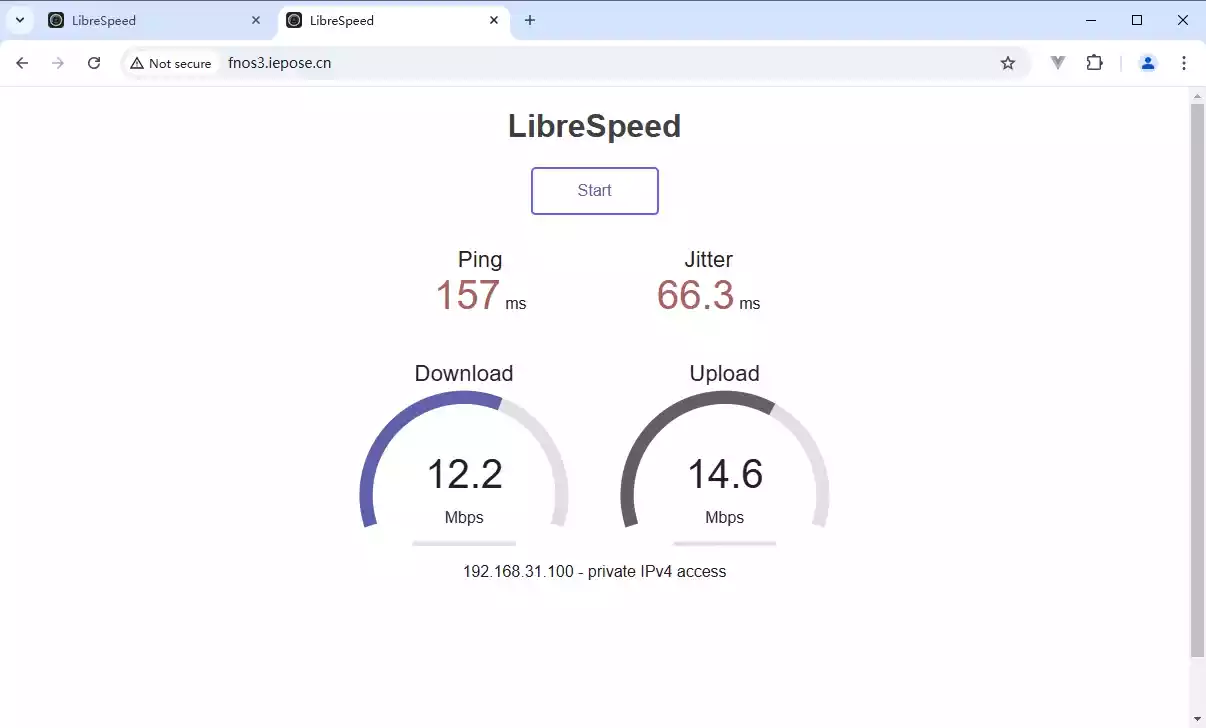 LibreSpeed
LibreSpeed
Not secure
fnos3.iepose.cn
LibreSpeed
Start
Ping
Jitter
157 ms
66.3 ms
Download
Upload
12.2
14.6
Mbps
Mbps
192.168.31.100 - private IPv4 access